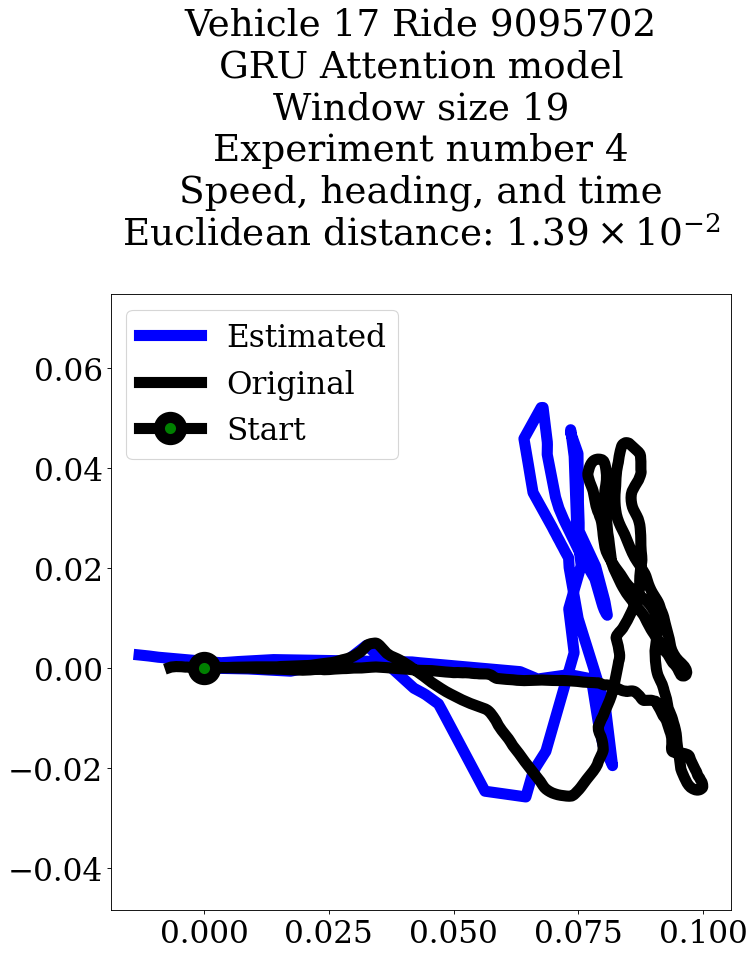 Vehicle 17 Ride 9095702
GRU Attention model
Window size 19
Experiment number 4
Speed, heading, and time
Euclidean distance: 1.39 × 10⁻²
Estimated
Original
Start
0.06
0.04
0.02
0.00
−0.02
−0.04
0.000 0.025 0.050 0.075 0.100